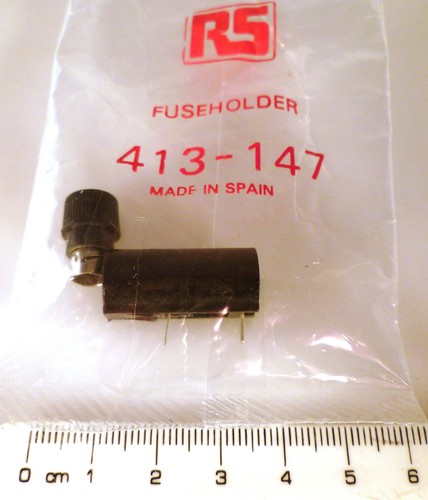 RS
FUSEHOLDER
413-147
MADE IN SPAIN
0 cm 1 2 3 4 5 6